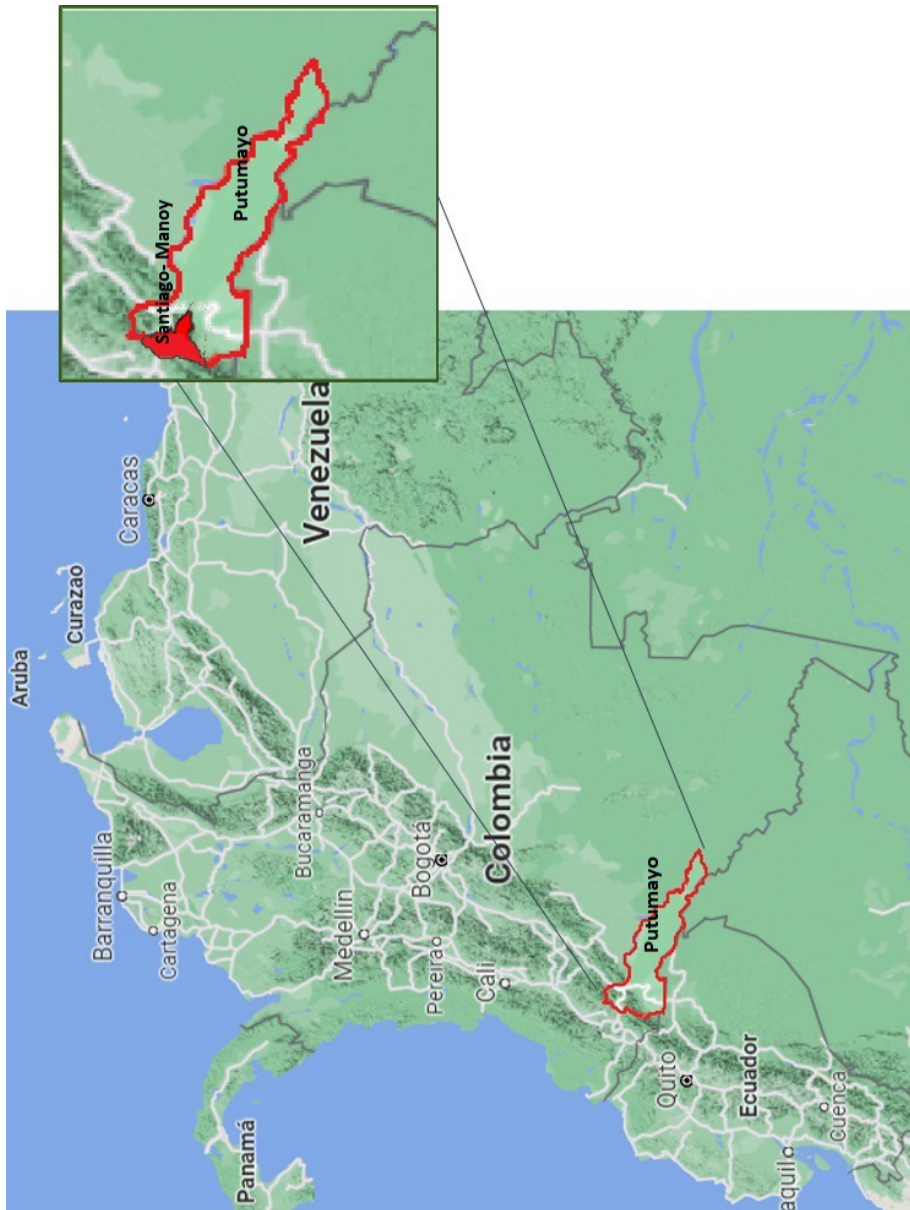 Santiago- Manoy
Putumayo
Aruba
Curazao
Caracas
Barranquilla
Cartagena
Venezuela
Bucaramanga
Panamá
Medellín
Bogotá
Pereira
Colombia
Cali
Putumayo
Quito
Ecuador
Cuenca
aquil